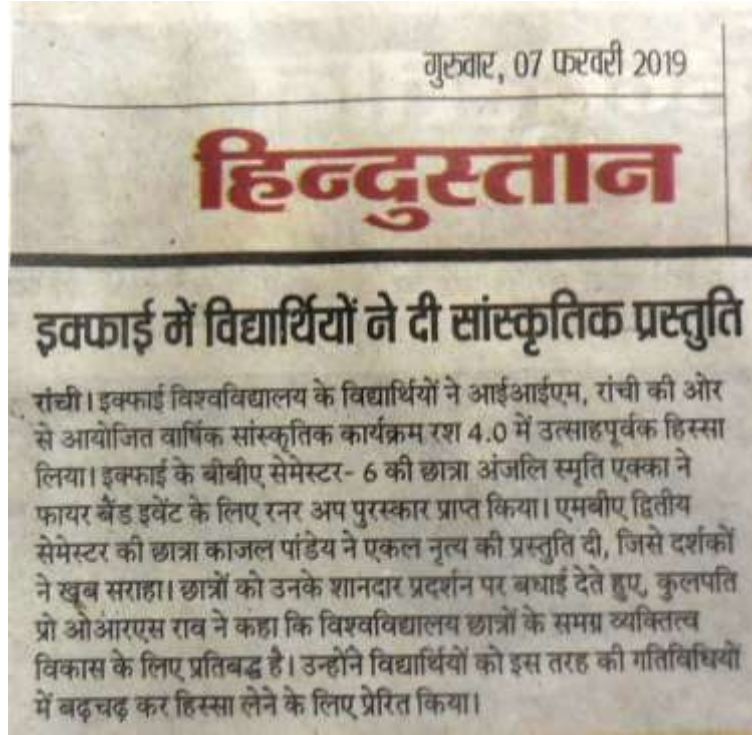 गुरुवार, 07 फरवरी 2019
हिन्दुस्तान
इक्फाई में विद्यार्थियों ने दी सांस्कृतिक प्रस्तुति
रांची। इक्फाई विश्वविद्यालय के विद्यार्थियों ने आईआईएम, रांची की ओर
से आयोजित वार्षिक सांस्कृतिक कार्यक्रम रश 4.0 में उत्साहपूर्वक हिस्सा
लिया। इक्फाई के बीबीए सेमेस्टर- 6 की छात्रा अंजलि स्मृति एक्का ने
फायर बैंड इवेंट के लिए रनर अप पुरस्कार प्राप्त किया। एमबीए द्वितीय
सेमेस्टर की छात्रा काजल पांडेय ने एकल नृत्य की प्रस्तुति दी, जिसे दर्शकों
ने खूब सराहा। छात्रों को उनके शानदार प्रदर्शन पर बधाई देते हुए, कुलपति
प्रो ओआरएस राव ने कहा कि विश्वविद्यालय छात्रों के समग्र व्यक्तित्व
विकास के लिए प्रतिबद्ध है। उन्होंने विद्यार्थियों को इस तरह की गतिविधियों
में बढ़चढ़ कर हिस्सा लेने के लिए प्रेरित किया।